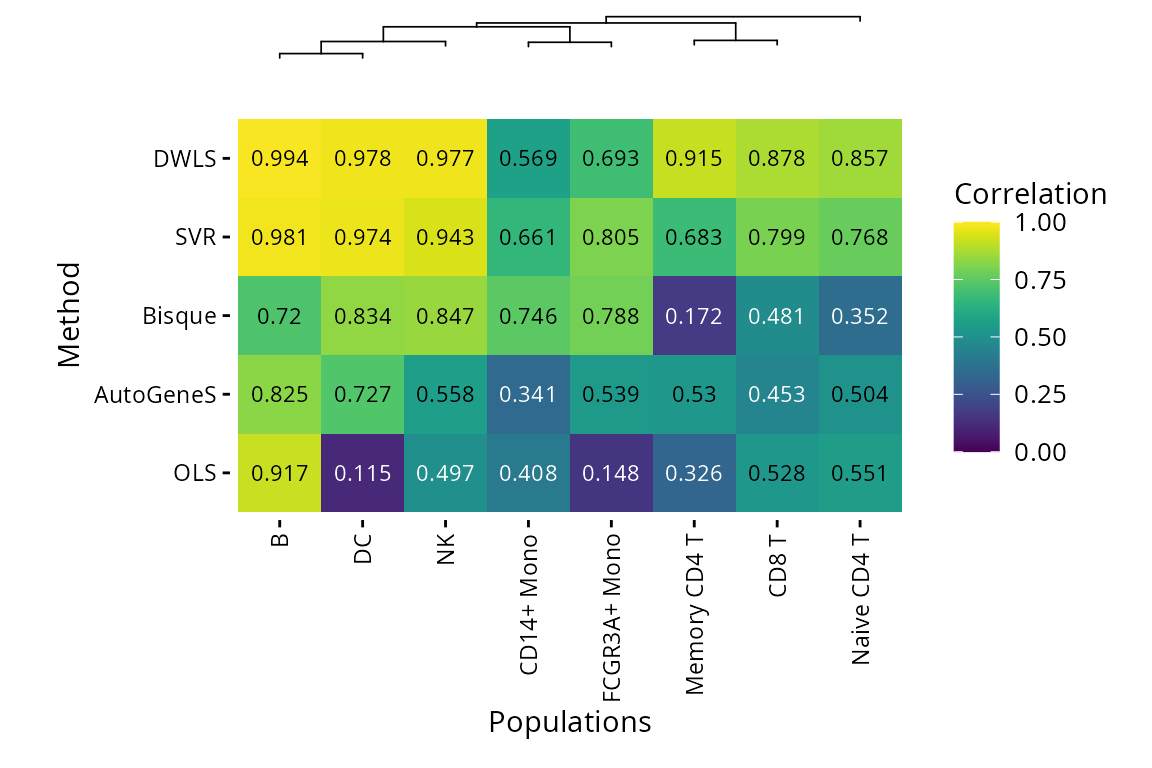 DWLS
0.994 0.978 0.977 0.569 0.693 0.915 0.878 0.857
SVR
0.981 0.974 0.943 0.661 0.805 0.683 0.799 0.768
Bisque
0.72 0.834 0.847 0.746 0.788 0.172 0.481 0.352
AutoGeneS
0.825 0.727 0.558 0.341 0.539 0.53 0.453 0.504
OLS
0.917 0.115 0.497 0.408 0.148 0.326 0.528 0.551
Method
B
DC
NK
CD14+ Mono
FCGR3A+ Mono
Memory CD4 T
CD8 T
Naive CD4 T
Populations
Correlation
1.00
0.75
0.50
0.25
0.00